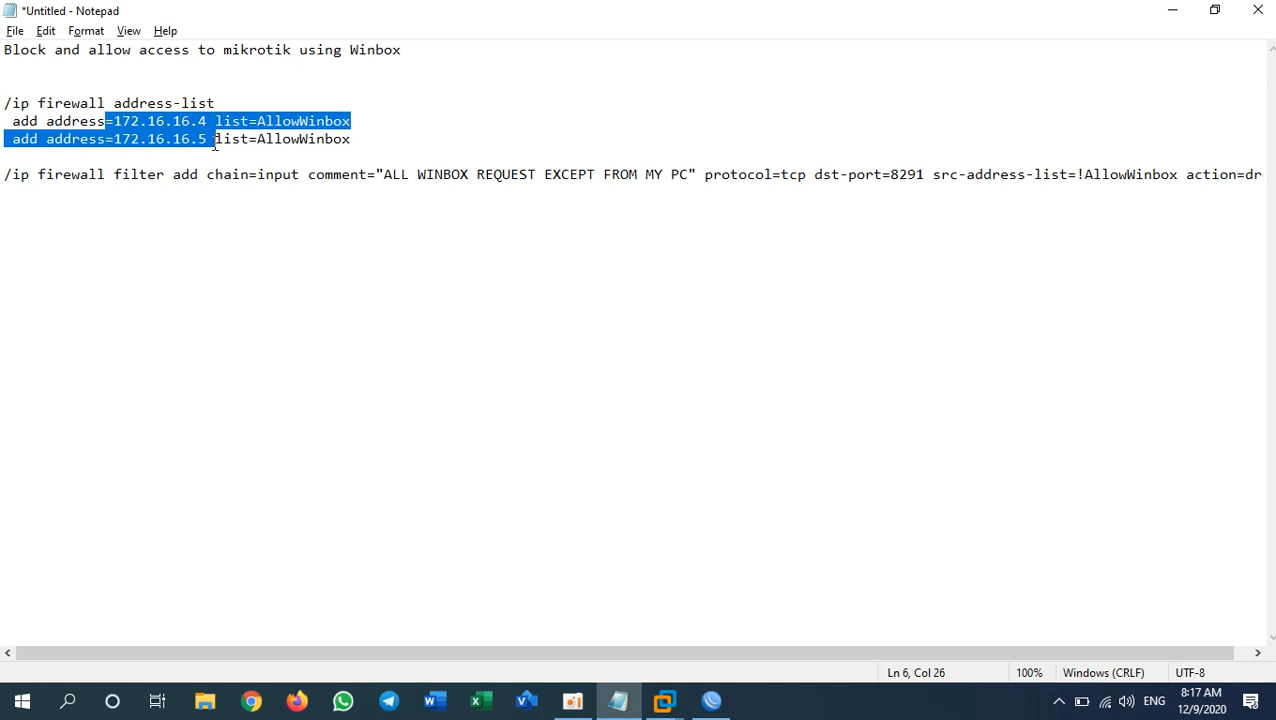 *Untitled - Notepad
File Edit Format View Help
Block and allow access to mikrotik using Winbox
/ip firewall address-list
add address=172.16.16.4 list=AllowWinbox
add address=172.16.16.5 list=AllowWinbox
/ip firewall filter add chain=input comment="ALL WINBOX REQUEST EXCEPT FROM MY PC" protocol=tcp dst-port=8291 src-address-list=!AllowWinbox action=dr
Ln 6, Col 26 100% Windows (CRLF) UTF-8
ENG 8:17 AM
12/9/2020